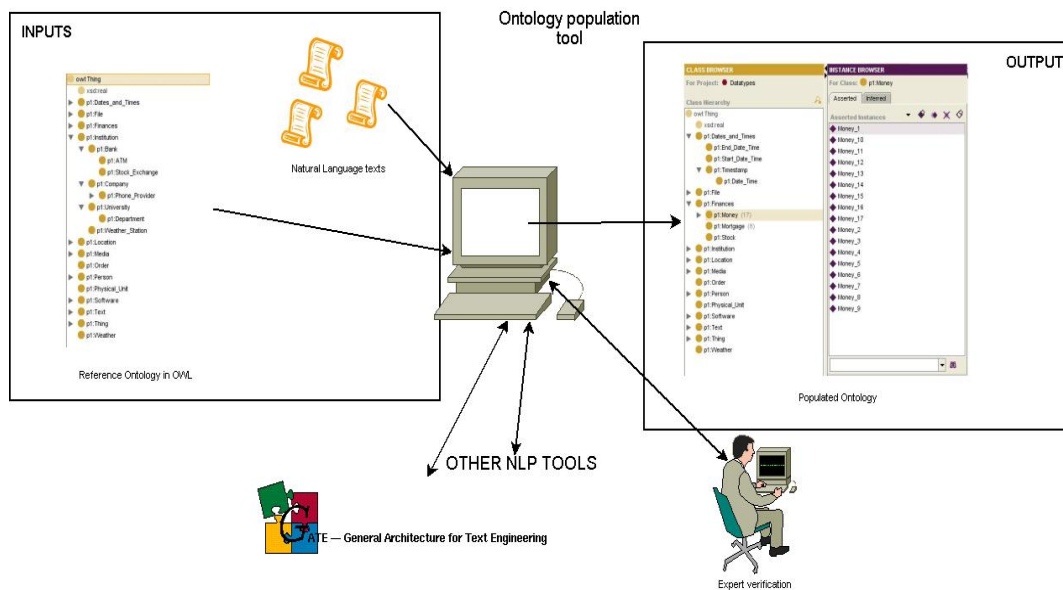 Ontology population
tool
INPUTS
owl:Thing
xsd:real
p1:Dates_and_Times
p1:File
p1:Finances
p1:Institution
p1:Bank
p1:ATM
p1:Stock_Exchange
p1:Company
p1:Phone_Provider
p1:University
p1:Department
p1:Weather_Station
p1:Location
p1:Media
p1:Order
p1:Person
p1:Physical_Unit
p1:Software
p1:Text
p1:Thing
p1:Weather
Reference Ontology in OWL
Natural Language texts
OUTPUT
CLASS BROWSER
For Project: Datatypes
Class Hierarchy
owl:Thing
xsd:real
p1:Dates_and_Times
p1:End_Date_Time
p1:Start_Date_Time
p1:Timestamp
p1:Date_Time
p1:File
p1:Finances
p1:Money (17)
p1:Mortgage (5)
p1:Stock
p1:Institution
p1:Location
p1:Media
p1:Order
p1:Person
p1:Physical_Unit
p1:Software
p1:Text
p1:Thing
p1:Weather
INSTANCE BROWSER
For Class: p1:Money
Asserted Inferred
Asserted Instances
Money_1
Money_10
Money_11
Money_12
Money_13
Money_14
Money_15
Money_16
Money_17
Money_2
Money_3
Money_4
Money_5
Money_6
Money_7
Money_8
Money_9
Populated Ontology
OTHER NLP TOOLS
GATE — General Architecture for Text Engineering
Expert verification